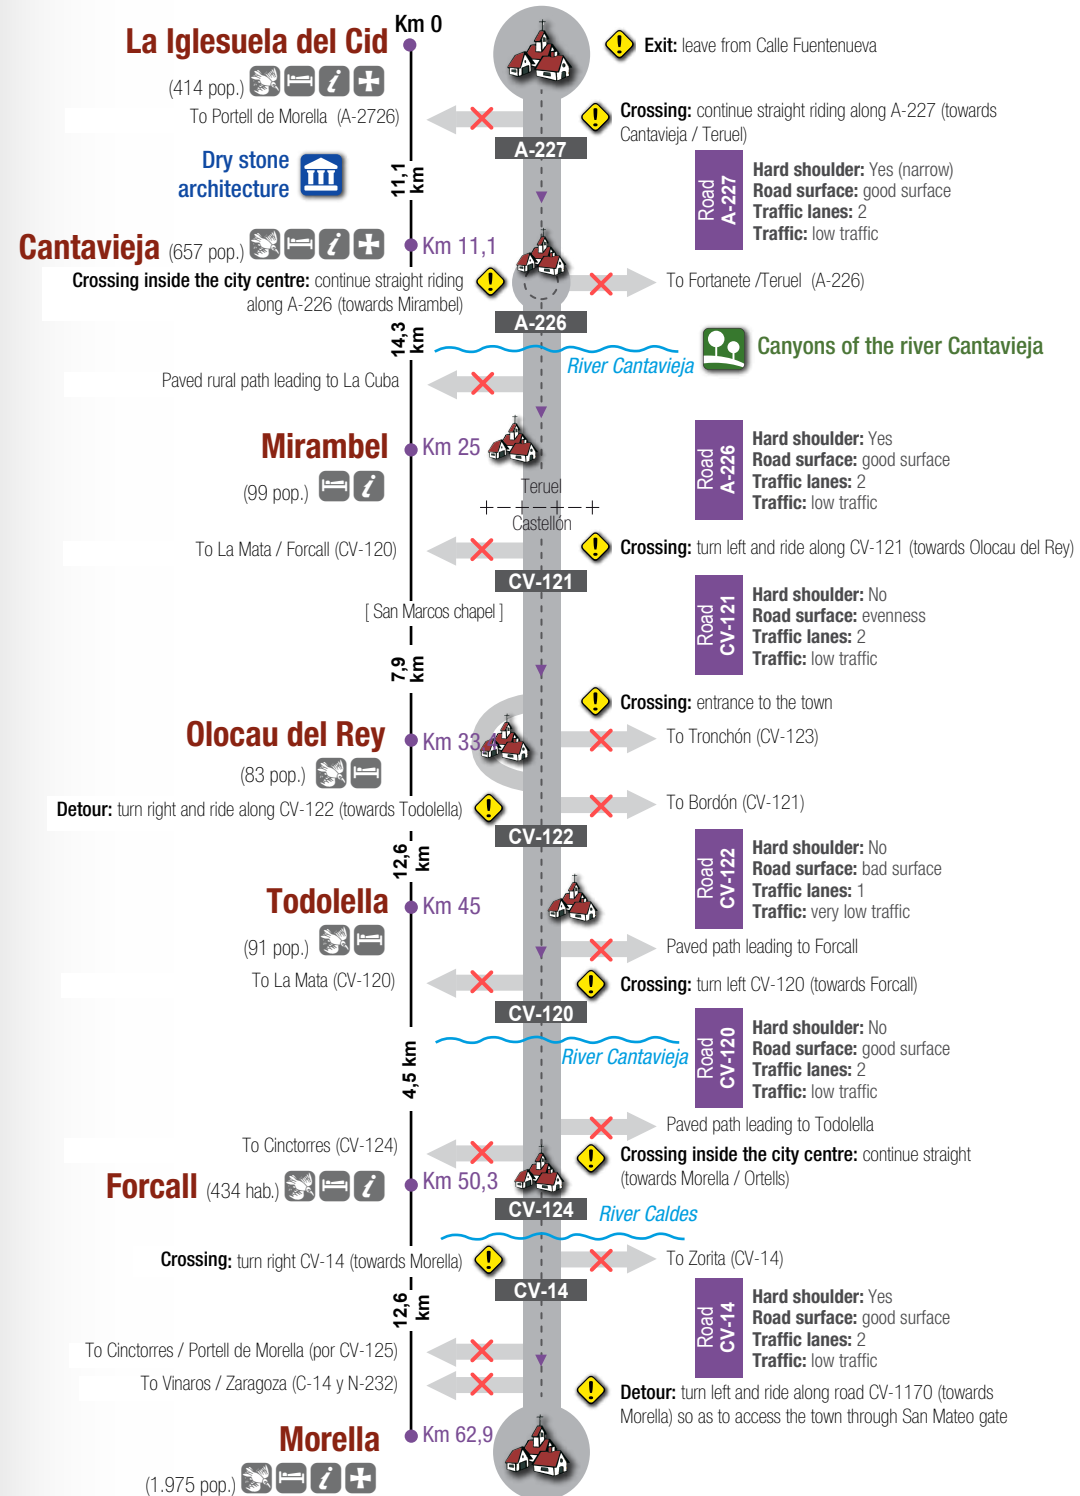 Km 0
La Iglesuela del Cid
(414 pop.)
Exit: leave from Calle Fuentenueva
To Portell de Morella (A-2726)
Crossing: continue straight riding along A-227 (towards
Cantavieja / Teruel)
A-227
Dry stone
architecture
11,1
km
Road
A-227
Hard shoulder: Yes (narrow)
Road surface: good surface
Traffic lanes: 2
Traffic: low traffic
Cantavieja (657 pop.)
Km 11,1
Crossing inside the city centre: continue straight riding
along A-226 (towards Mirambel)
To Fortanete /Teruel (A-226)
A-226
14,3
km
River Cantavieja
Canyons of the river Cantavieja
Paved rural path leading to La Cuba
Mirambel
Km 25
(99 pop.)
Road
A-226
Hard shoulder: Yes
Road surface: good surface
Traffic lanes: 2
Traffic: low traffic
Teruel
Castellón
To La Mata / Forcall (CV-120)
Crossing: turn left and ride along CV-121 (towards Olocau del Rey)
CV-121
[ San Marcos chapel ]
Road
CV-121
Hard shoulder: No
Road surface: evenness
Traffic lanes: 2
Traffic: low traffic
7,9
km
Crossing: entrance to the town
Olocau del Rey
Km 33,
(83 pop.)
To Tronchón (CV-123)
Detour: turn right and ride along CV-122 (towards Todolella)
To Bordón (CV-121)
CV-122
12,6
km
Road
CV-122
Hard shoulder: No
Road surface: bad surface
Traffic lanes: 1
Traffic: very low traffic
Todolella
Km 45
(91 pop.)
Paved path leading to Forcall
To La Mata (CV-120)
Crossing: turn left CV-120 (towards Forcall)
CV-120
River Cantavieja
4,5 km
Road
CV-120
Hard shoulder: No
Road surface: good surface
Traffic lanes: 2
Traffic: low traffic
Paved path leading to Todolella
To Cinctorres (CV-124)
Crossing inside the city centre: continue straight
(towards Morella / Ortells)
Forcall (434 hab.)
Km 50,3
CV-124
River Caldes
Crossing: turn right CV-14 (towards Morella)
To Zorita (CV-14)
CV-14
12,6
km
Road
CV-14
Hard shoulder: Yes
Road surface: good surface
Traffic lanes: 2
Traffic: low traffic
To Cinctorres / Portell de Morella (por CV-125)
To Vinaros / Zaragoza (C-14 y N-232)
Detour: turn left and ride along road CV-1170 (towards
Morella) so as to access the town through San Mateo gate
Morella
Km 62,9
(1.975 pop.)